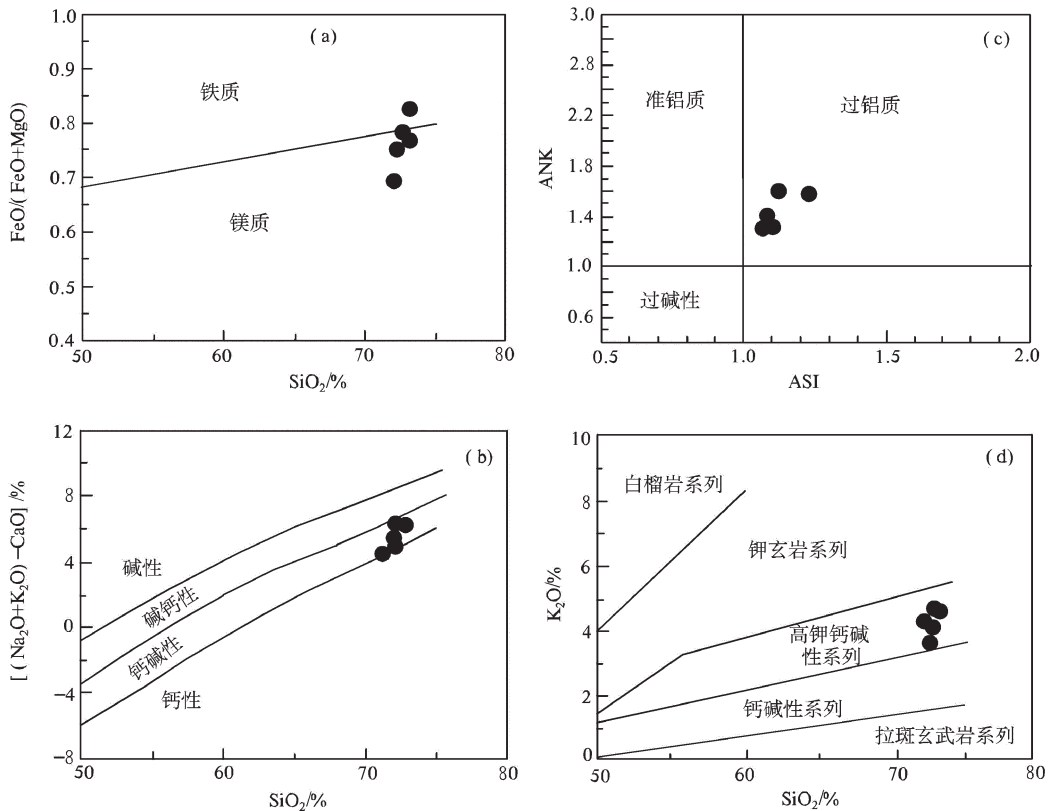 ( a )
1.0
0.9
0.8
0.7
0.6
0.5
0.4
FeO/( FeO+MgO)
铁质
镁质
50
60
70
80
SiO₂/%
( c )
3.0
2.8
2.2
1.8
1.4
1.0
0.6
ANK
准铝质
过铝质
过碱性
0.5
1.0
1.5
2.0
ASI
( b )
12
8
4
0
−4
−8
[ ( Na₂O+K₂O) −CaO] /%
碱性
碱钙性
钙碱性
钙性
50
60
70
80
SiO₂/%
( d )
10
8
6
4
2
0
K₂O/%
白榴岩系列
钾玄岩系列
高钾钙碱
性系列
钙碱性系列
拉斑玄武岩系列
50
60
70
80
SiO₂/%